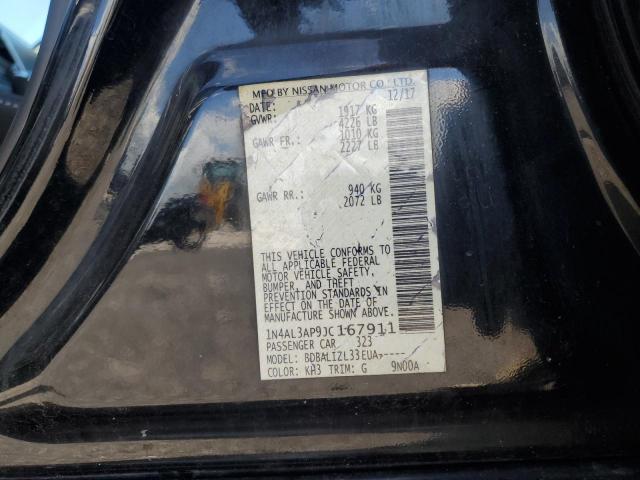 MFD BY NISSAN MOTOR CO., LTD.
DATE: 12/17
GVWR: 1917 KG
4226 LB
GAWR FR: 1010 KG
2227 LB
GAWR RR: 940 KG
2072 LB
THIS VEHICLE CONFORMS TO
ALL APPLICABLE FEDERAL
MOTOR VEHICLE SAFETY,
BUMPER, AND THEFT
PREVENTION STANDARDS IN
EFFECT ON THE DATE OF
MANUFACTURE SHOWN ABOVE.
1N4AL3AP9JC167911
PASSENGER CAR 323
MODEL: BDBALIZL33EUA-----
COLOR: KH3 TRIM: G 9N00A